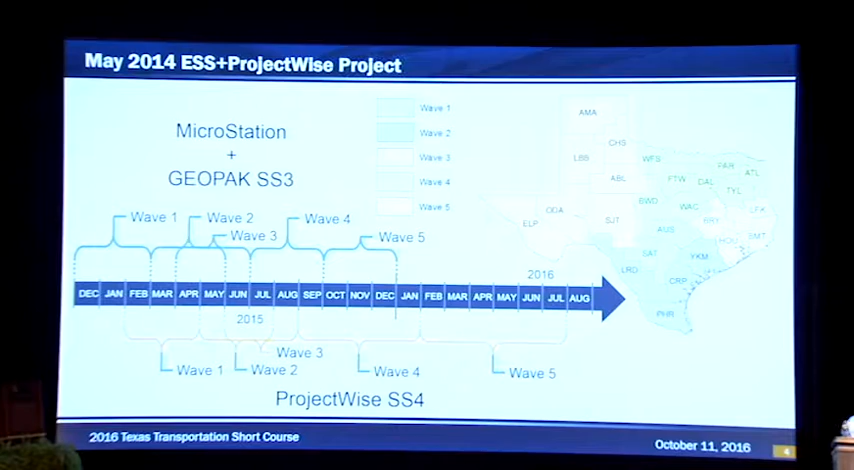 May 2014 ESS+ProjectWise Project
MicroStation
+
GEOPAK SS3
Wave 1
Wave 2
Wave 3
Wave 4
Wave 5
AMA
CHS
LBB
WFS
PAR
ATL
ABL
FTW
DAL
TYL
BWD
WAC
LFK
ODA
ELP
SJT
BRY
AUS
HOU
BMT
SAT
YKM
LRD
CRP
PHR
Wave 1
Wave 2
Wave 3
Wave 4
Wave 5
2016
DEC JAN FEB MAR APR MAY JUN JUL AUG SEP OCT NOV DEC JAN FEB MAR APR MAY JUN JUL AUG
2015
Wave 1
Wave 2
Wave 3
Wave 4
Wave 5
ProjectWise SS4
2016 Texas Transportation Short Course
October 11, 2016
4